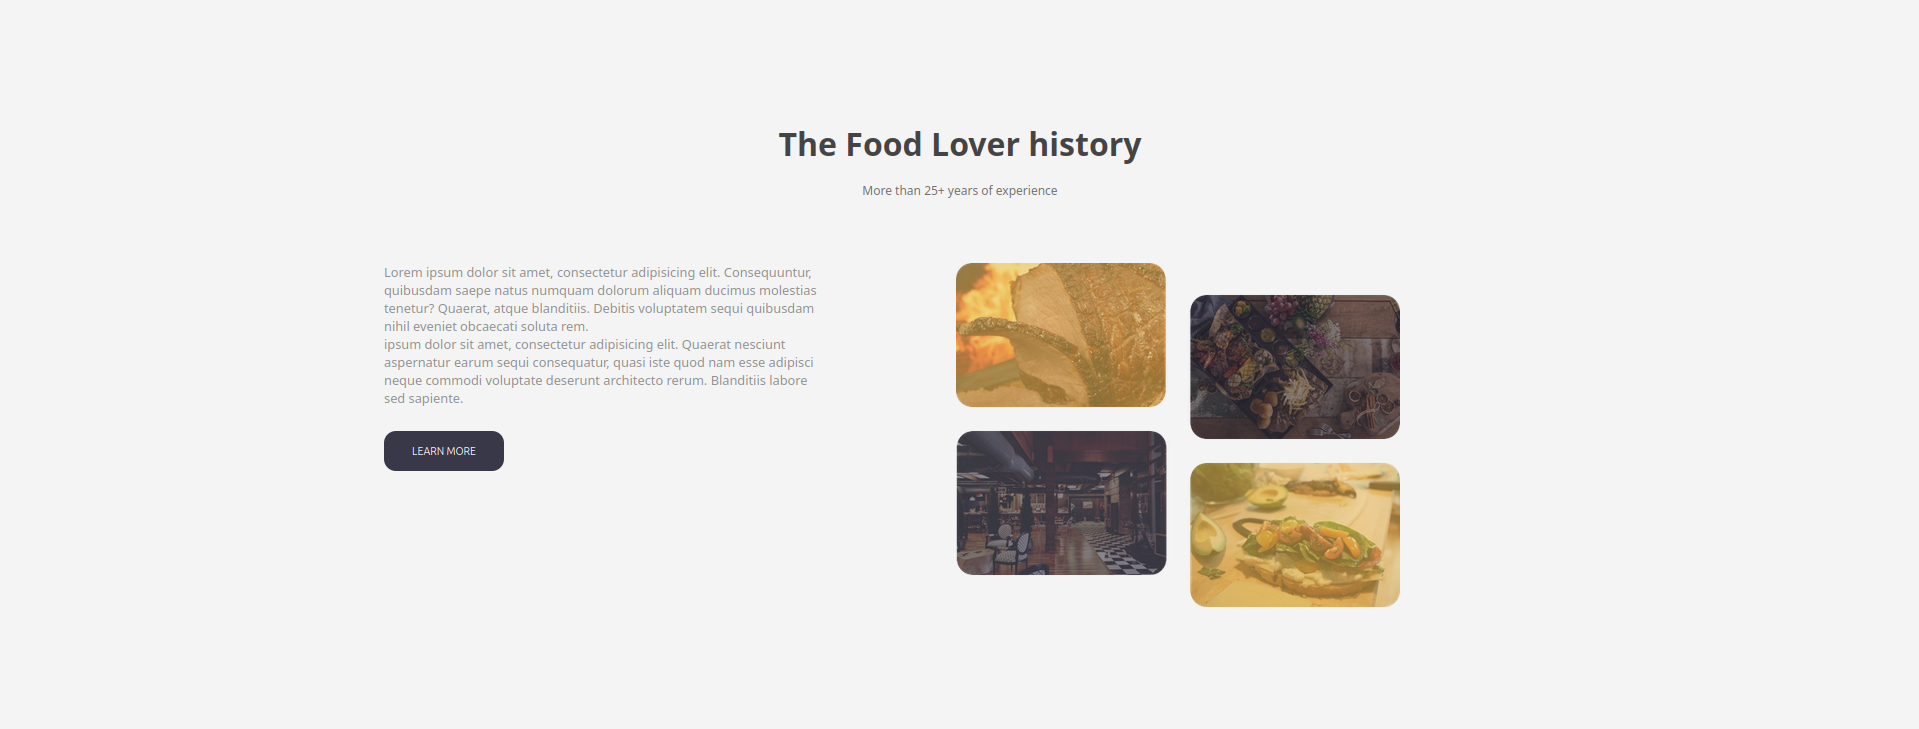 The Food Lover history
More than 25+ years of experience
Lorem ipsum dolor sit amet, consectetur adipisicing elit. Consequuntur,
quibusdam saepe natus numquam dolorum aliquam ducimus molestias
tenetur? Quaerat, atque blanditiis. Debitis voluptatem sequi quibusdam
nihil eveniet obcaecati soluta rem.
ipsum dolor sit amet, consectetur adipisicing elit. Quaerat nesciunt
aspernatur earum sequi consequatur, quasi iste quod nam esse adipisci
neque commodi voluptate deserunt architecto rerum. Blanditiis labore
sed sapiente.
LEARN MORE